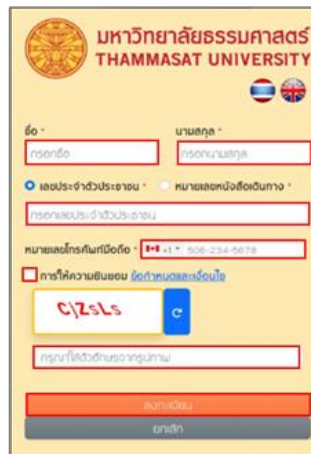 มหาวิทยาลัยธรรมศาสตร์
THAMMASAT UNIVERSITY
ชื่อ * นามสกุล *
กรอกชื่อ กรอกนามสกุล
เลขประจำตัวประชาชน * หมายเลขหนังสือเดินทาง *
กรอกเลขประจำตัวประชาชน
หมายเลขโทรศัพท์มือถือ * +1 506-234-5678
การให้ความยินยอม ข้อกำหนดและเงื่อนไข
C|ZsLs
กรุณาใส่ตัวอักษรจากรูปภาพ
ลงทะเบียน
ยกเลิก